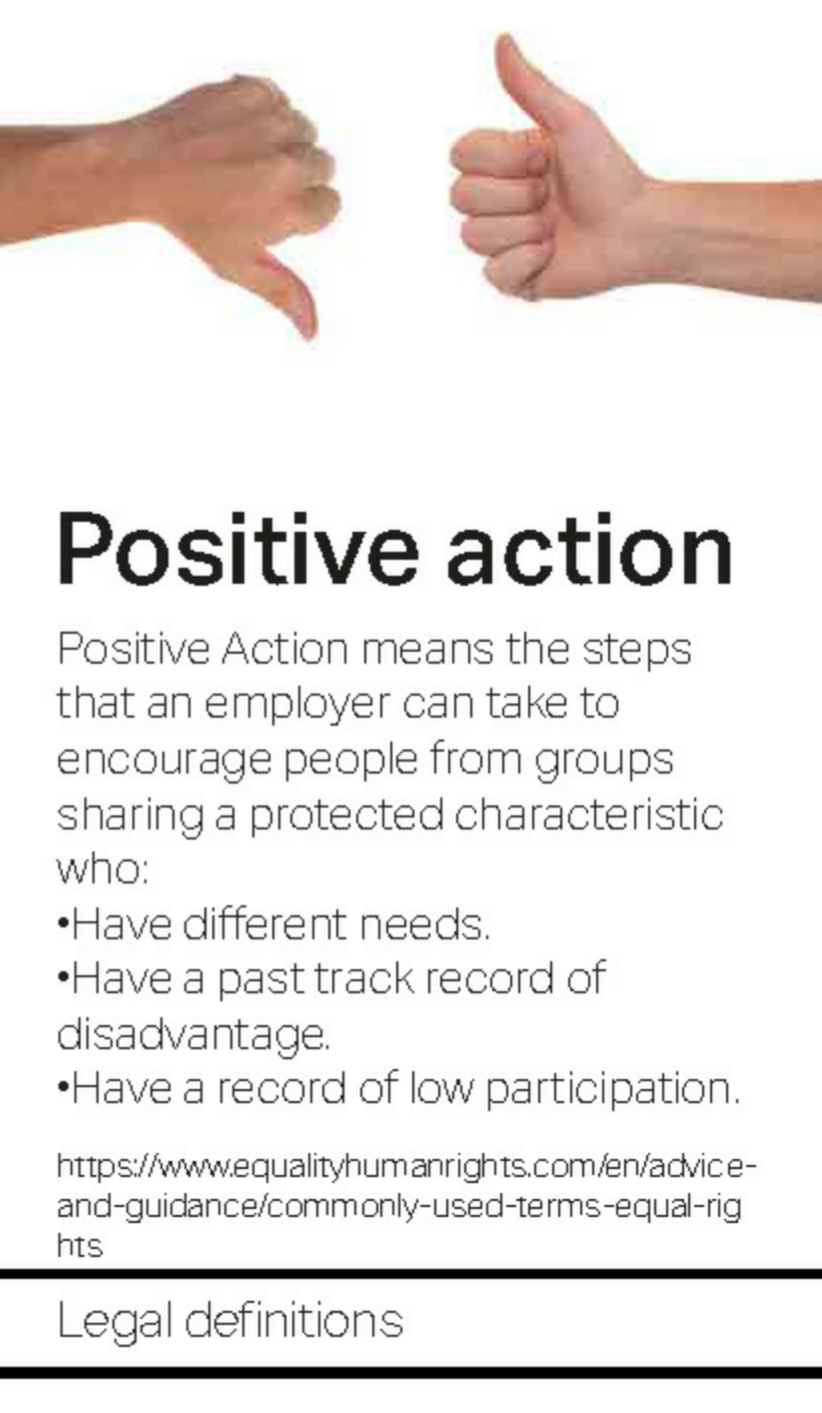 Positive action
Positive Action means the steps
that an employer can take to
encourage people from groups
sharing a protected characteristic
who:
•Have different needs.
•Have a past track record of
disadvantage.
•Have a record of low participation.
https://www.equalityhumanrights.com/en/advice-
and-guidance/commonly-used-terms-equal-rig
hts
Legal definitions